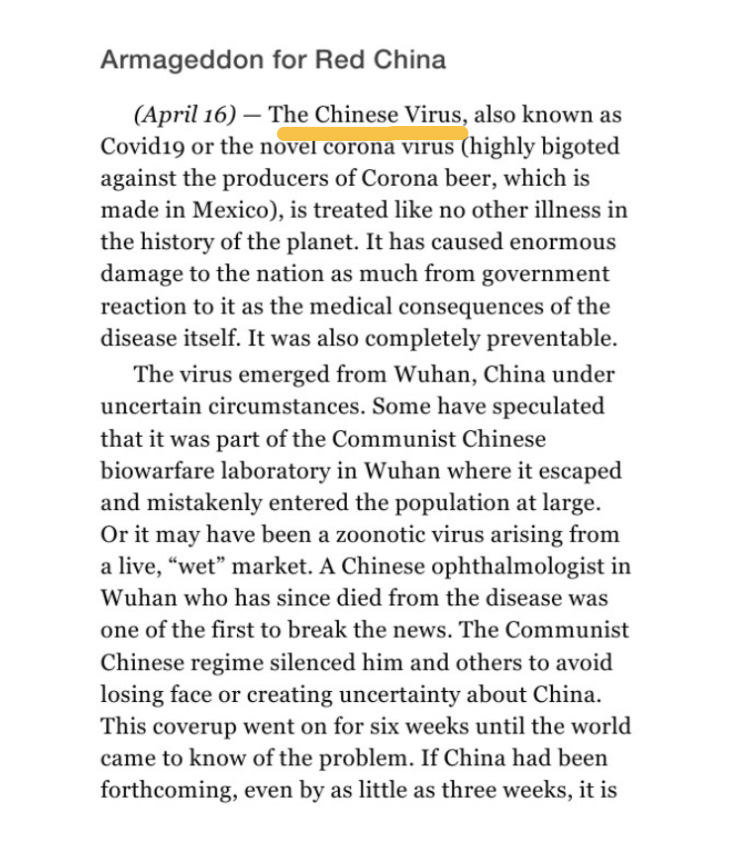 Armageddon for Red China
(April 16) — The Chinese Virus, also known as
Covid19 or the novel corona virus (highly bigoted
against the producers of Corona beer, which is
made in Mexico), is treated like no other illness in
the history of the planet. It has caused enormous
damage to the nation as much from government
reaction to it as the medical consequences of the
disease itself. It was also completely preventable.
The virus emerged from Wuhan, China under
uncertain circumstances. Some have speculated
that it was part of the Communist Chinese
biowarfare laboratory in Wuhan where it escaped
and mistakenly entered the population at large.
Or it may have been a zoonotic virus arising from
a live, “wet” market. A Chinese ophthalmologist in
Wuhan who has since died from the disease was
one of the first to break the news. The Communist
Chinese regime silenced him and others to avoid
losing face or creating uncertainty about China.
This coverup went on for six weeks until the world
came to know of the problem. If China had been
forthcoming, even by as little as three weeks, it is